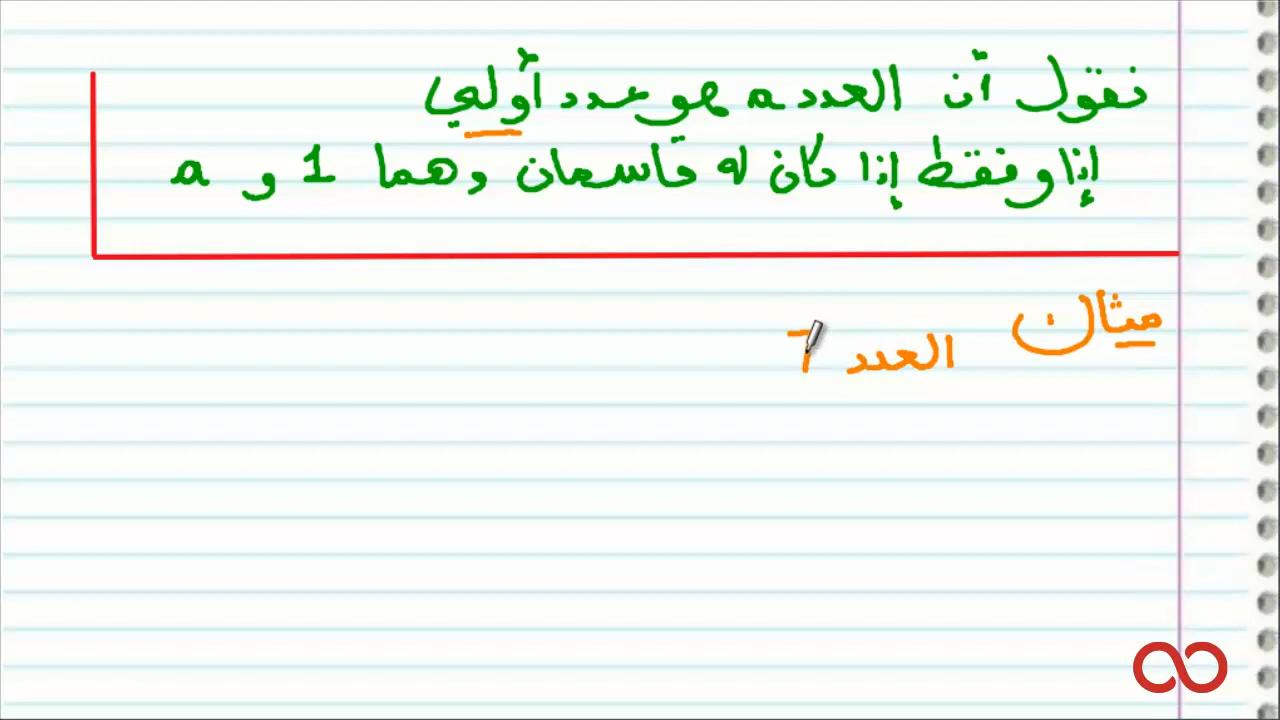 نقول أن العدد a هو عدد أولي
إذا وفقط إذا كان له قاسمان وهما 1 و a
مثال
العدد 7